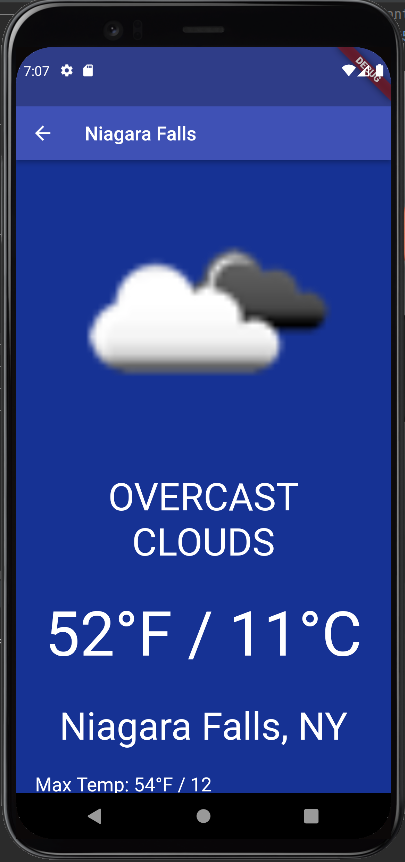 7:07
DEBUG
Niagara Falls
OVERCAST
CLOUDS
52°F / 11°C
Niagara Falls, NY
Max Temp: 54°F / 12